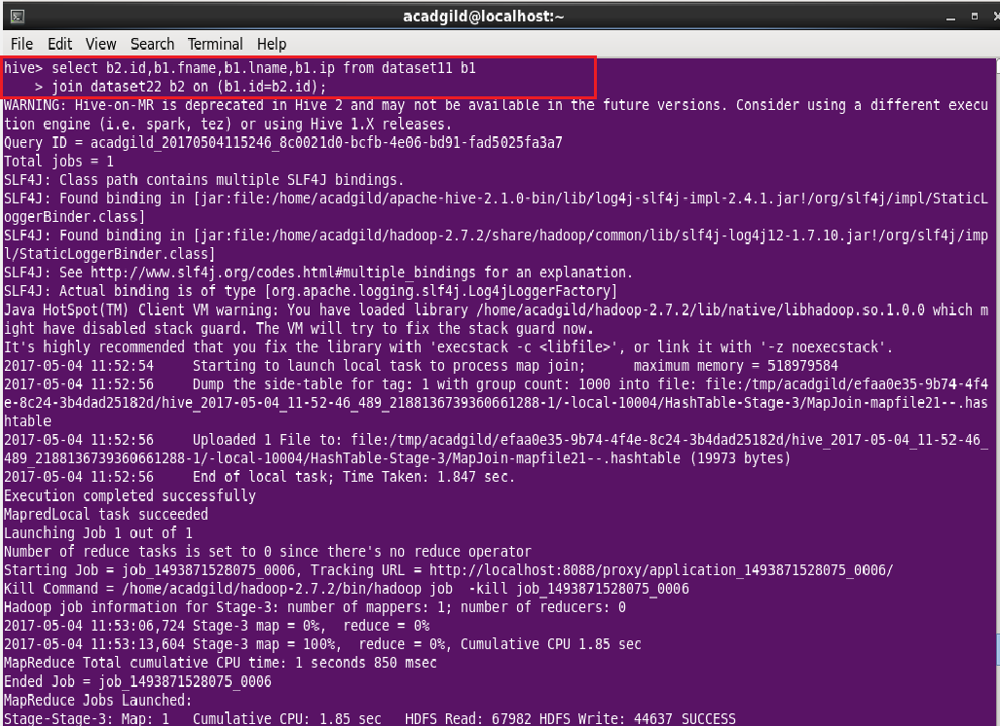 acadgild@localhost:~
File Edit View Search Terminal Help
hive> select b2.id,b1.fname,b1.lname,b1.ip from dataset11 b1
    > join dataset22 b2 on (b1.id=b2.id);
WARNING: Hive-on-MR is deprecated in Hive 2 and may not be available in the future versions. Consider using a different execu
tion engine (i.e. spark, tez) or using Hive 1.X releases.
Query ID = acadgild_20170504115246_8c0021d0-bcfb-4e06-bd91-fad5025fa3a7
Total jobs = 1
SLF4J: Class path contains multiple SLF4J bindings.
SLF4J: Found binding in [jar:file:/home/acadgild/apache-hive-2.1.0-bin/lib/log4j-slf4j-impl-2.4.1.jar!/org/slf4j/impl/StaticL
oggerBinder.class]
SLF4J: Found binding in [jar:file:/home/acadgild/hadoop-2.7.2/share/hadoop/common/lib/slf4j-log4j12-1.7.10.jar!/org/slf4j/imp
l/StaticLoggerBinder.class]
SLF4J: See http://www.slf4j.org/codes.html#multiple_bindings for an explanation.
SLF4J: Actual binding is of type [org.apache.logging.slf4j.Log4jLoggerFactory]
Java HotSpot(TM) Client VM warning: You have loaded library /home/acadgild/hadoop-2.7.2/lib/native/libhadoop.so.1.0.0 which m
ight have disabled stack guard. The VM will try to fix the stack guard now.
It's highly recommended that you fix the library with 'execstack -c <libfile>', or link it with '-z noexecstack'.
2017-05-04 11:52:54     Starting to launch local task to process map join;      maximum memory = 518979584
2017-05-04 11:52:56     Dump the side-table for tag: 1 with group count: 1000 into file: file:/tmp/acadgild/efaa0e35-9b74-4f4
e-8c24-3b4dad25182d/hive_2017-05-04_11-52-46_489_2188136739360661288-1/-local-10004/HashTable-Stage-3/MapJoin-mapfile21--.has
htable
2017-05-04 11:52:56     Uploaded 1 File to: file:/tmp/acadgild/efaa0e35-9b74-4f4e-8c24-3b4dad25182d/hive_2017-05-04_11-52-46_
489_2188136739360661288-1/-local-10004/HashTable-Stage-3/MapJoin-mapfile21--.hashtable (19973 bytes)
2017-05-04 11:52:56     End of local task; Time Taken: 1.847 sec.
Execution completed successfully
MapredLocal task succeeded
Launching Job 1 out of 1
Number of reduce tasks is set to 0 since there's no reduce operator
Starting Job = job_1493871528075_0006, Tracking URL = http://localhost:8088/proxy/application_1493871528075_0006/
Kill Command = /home/acadgild/hadoop-2.7.2/bin/hadoop job  -kill job_1493871528075_0006
Hadoop job information for Stage-3: number of mappers: 1; number of reducers: 0
2017-05-04 11:53:06,724 Stage-3 map = 0%,  reduce = 0%
2017-05-04 11:53:13,604 Stage-3 map = 100%,  reduce = 0%, Cumulative CPU 1.85 sec
MapReduce Total cumulative CPU time: 1 seconds 850 msec
Ended Job = job_1493871528075_0006
MapReduce Jobs Launched:
Stage-Stage-3: Map: 1   Cumulative CPU: 1.85 sec   HDFS Read: 67982 HDFS Write: 44637 SUCCESS